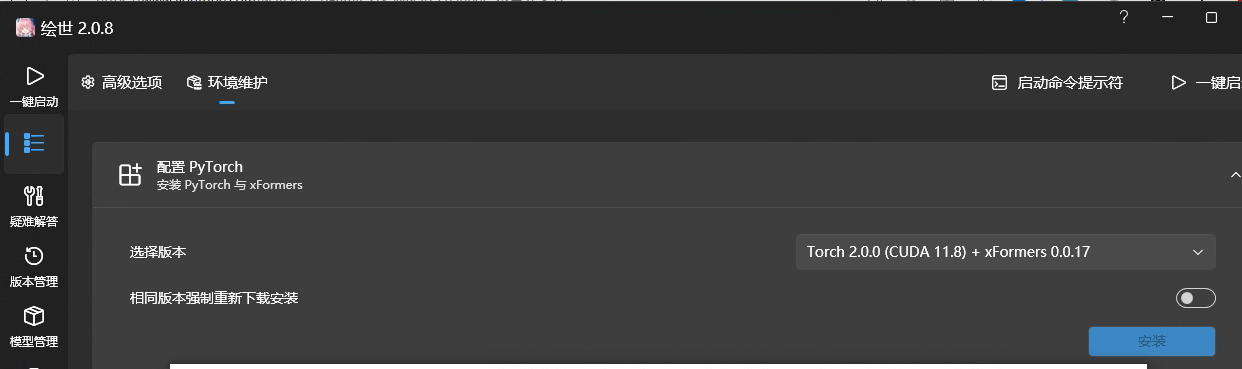 绘世 2.0.8
?
一键启动
高级选项
环境维护
启动命令提示符
一键启
配置 PyTorch
安装 PyTorch 与 xFormers
疑难解答
选择版本
Torch 2.0.0 (CUDA 11.8) + xFormers 0.0.17
版本管理
相同版本强制重新下载安装
模型管理
安装